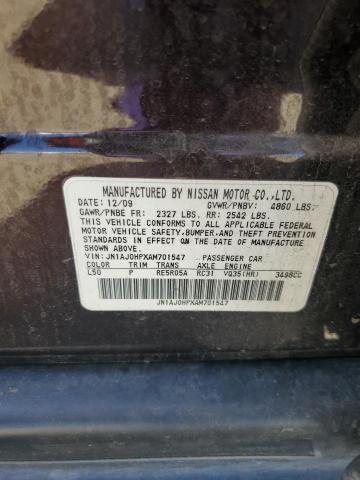 MANUFACTURED BY NISSAN MOTOR CO.,LTD.
DATE: 12/09 GVWR/PNBV: 4860 LBS.
GAWR/PNBE FR: 2327 LBS. RR: 2542 LBS.
THIS VEHICLE CONFORMS TO ALL APPLICABLE FEDERAL
MOTOR VEHICLE SAFETY,BUMPER,AND THEFT PREVENTION
STANDARDS IN EFFECT ON THE DATE OF MANUFACTURE
SHOWN ABOVE.
VIN: JN1AJ0HPXAM701547 PASSENGER CAR
COLOR TRIM TRANS AXLE ENGINE
L50 P RE5R05A RC31 VQ35(HR) 3498CC
JN1AJ0HPXAM701547